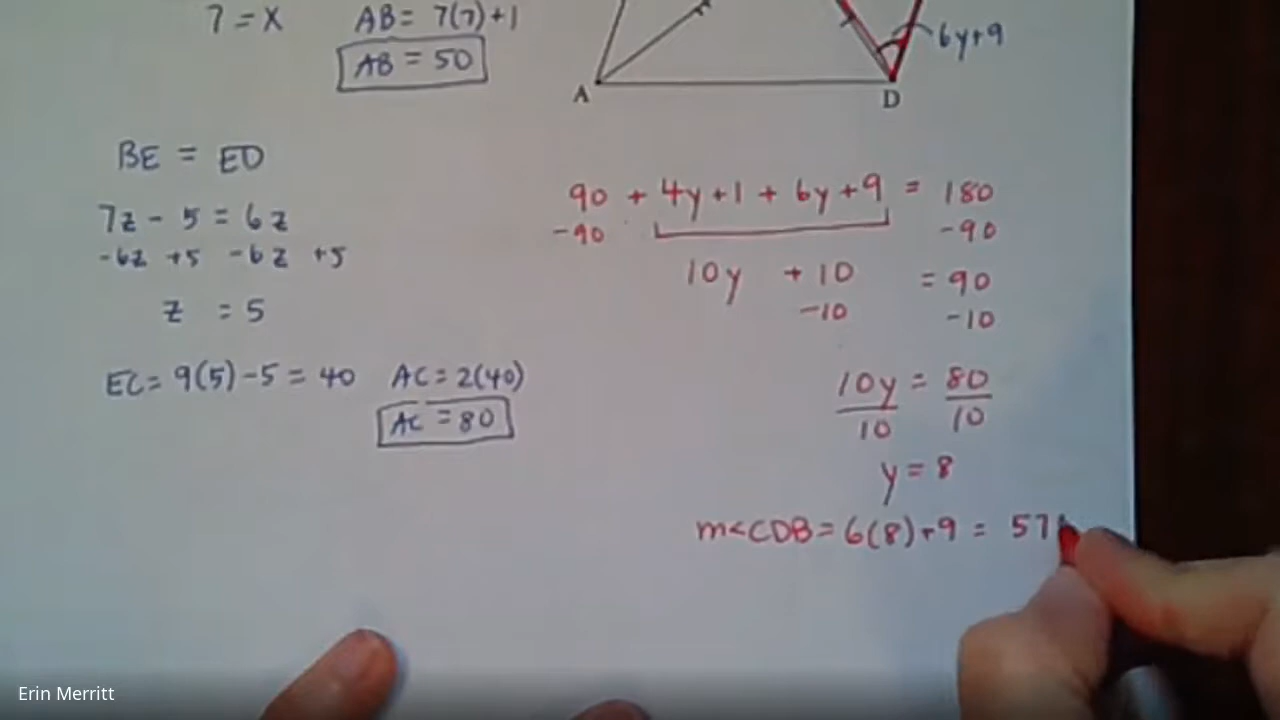 7 = x
AB = 7(7) + 1
AB = 50
6y+9
A
D
BE = ED
7z - 5 = 6z
-6z +5 -6z +5
z = 5
EC = 9(5) - 5 = 40
AC = 2(40)
AC = 80
90 + 4y+1 + 6y+9 = 180
-90 -90
10y + 10 = 90
-10 -10
10y = 80
10 10
y = 8
m<CDB = 6(8)+9 = 57
Erin Merritt